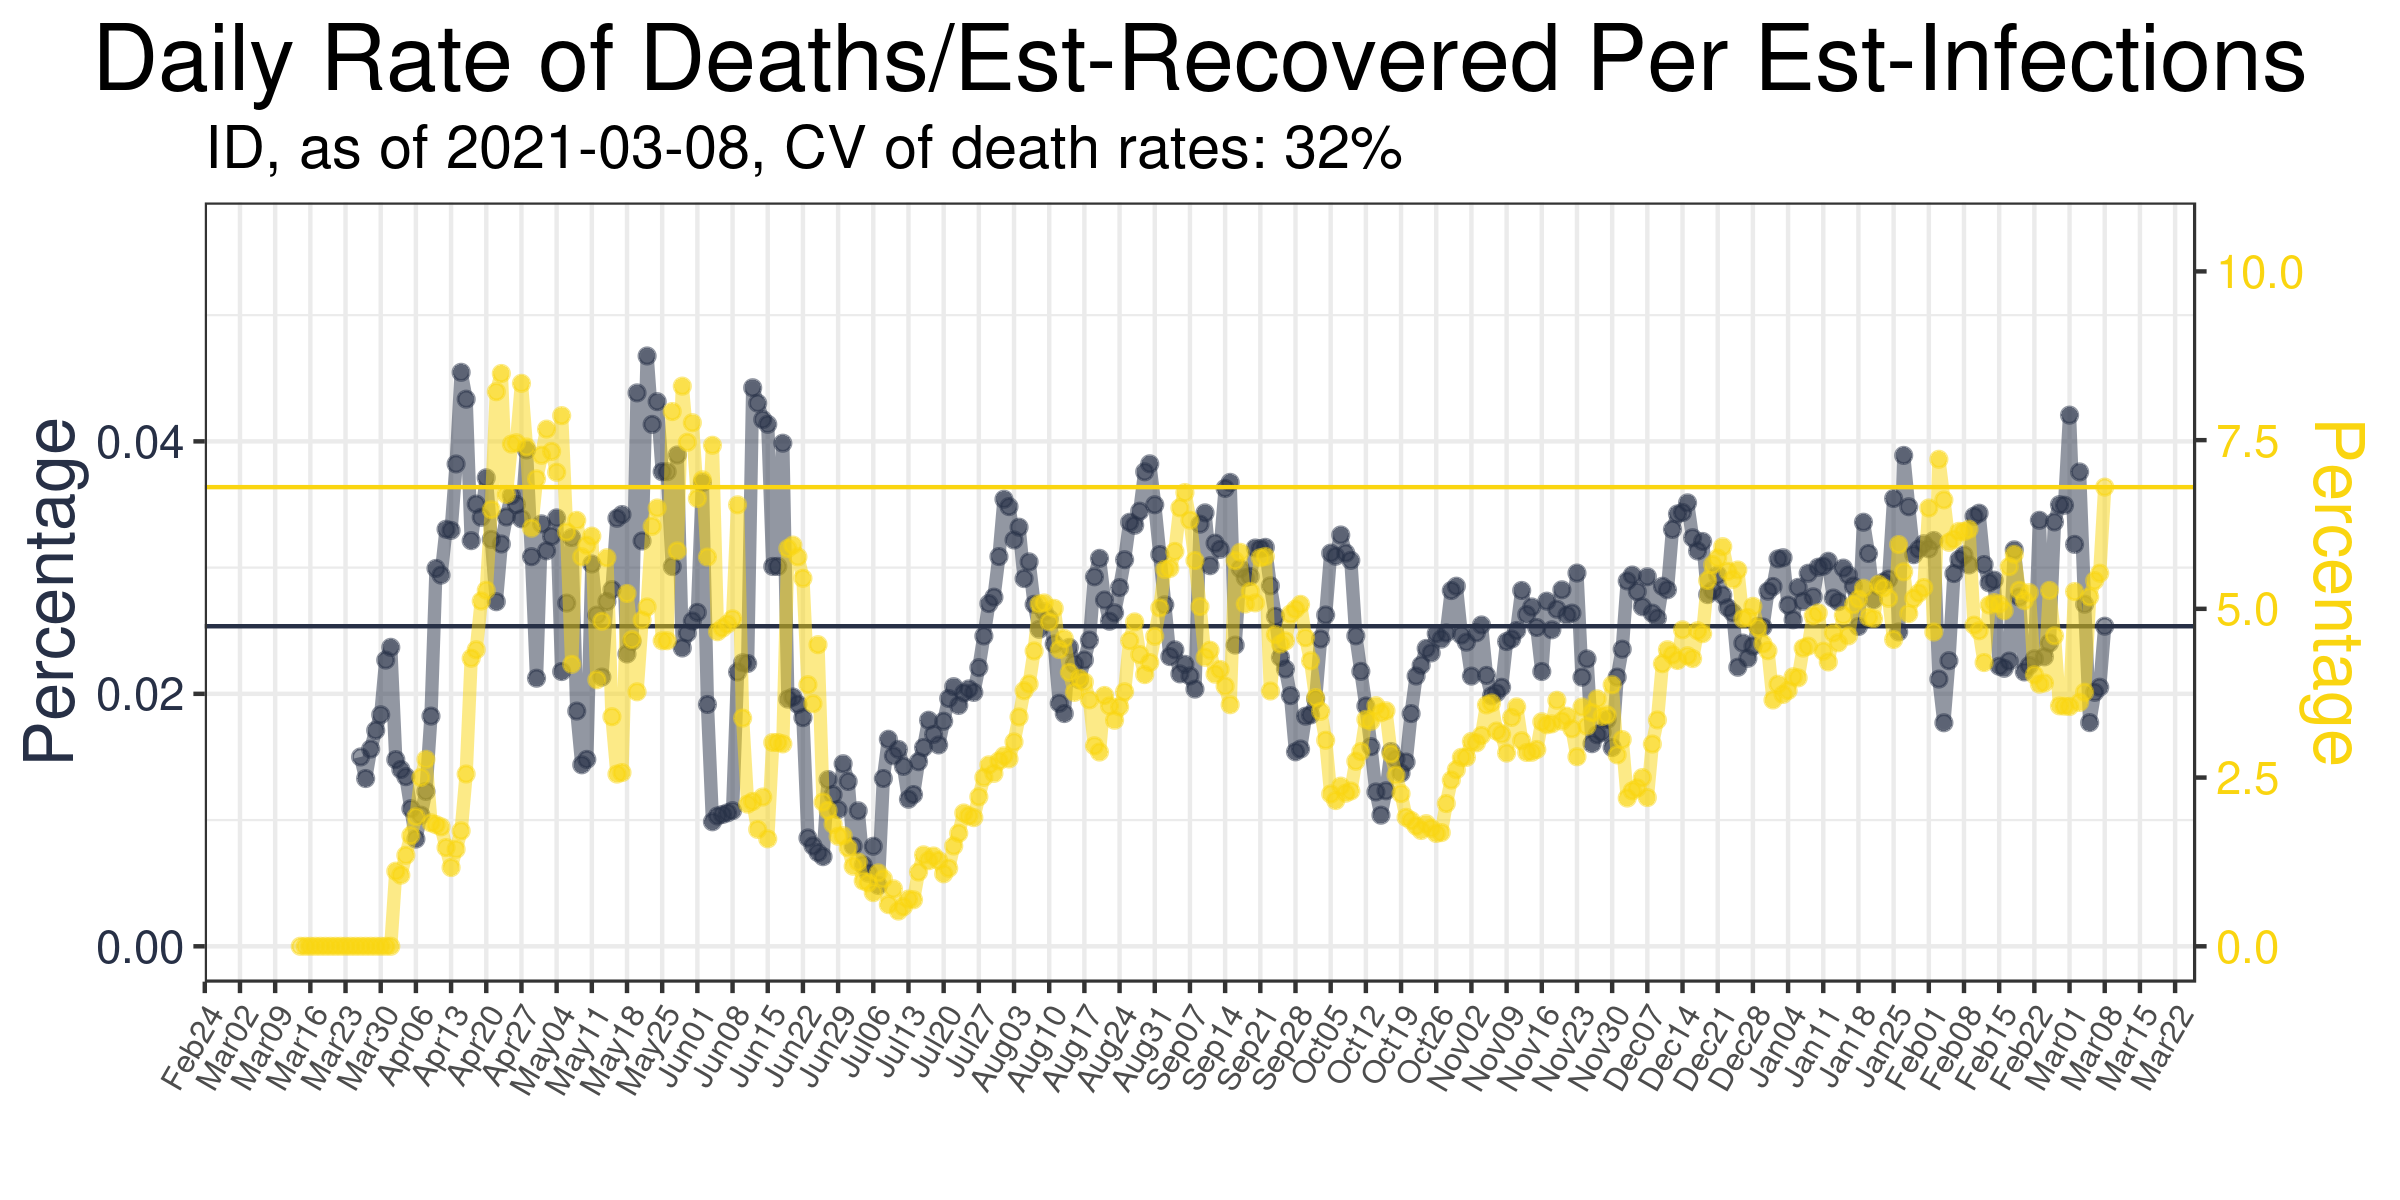 Daily Rate of Deaths/Est-Recovered Per Est-Infections
ID, as of 2021-03-08, CV of death rates: 32%
Percentage
0.04
0.02
0.00
10.0
7.5
5.0
2.5
0.0
Percentage
Feb24
Mar02
Mar09
Mar16
Mar23
Mar30
Apr06
Apr13
Apr20
Apr27
May04
May11
May18
May25
Jun01
Jun08
Jun15
Jun22
Jun29
Jul06
Jul13
Jul20
Jul27
Aug03
Aug10
Aug17
Aug24
Aug31
Sep07
Sep14
Sep21
Sep28
Oct05
Oct12
Oct19
Oct26
Nov02
Nov09
Nov16
Nov23
Nov30
Dec07
Dec14
Dec21
Dec28
Jan04
Jan11
Jan18
Jan25
Feb01
Feb08
Feb15
Feb22
Mar01
Mar08
Mar15
Mar22